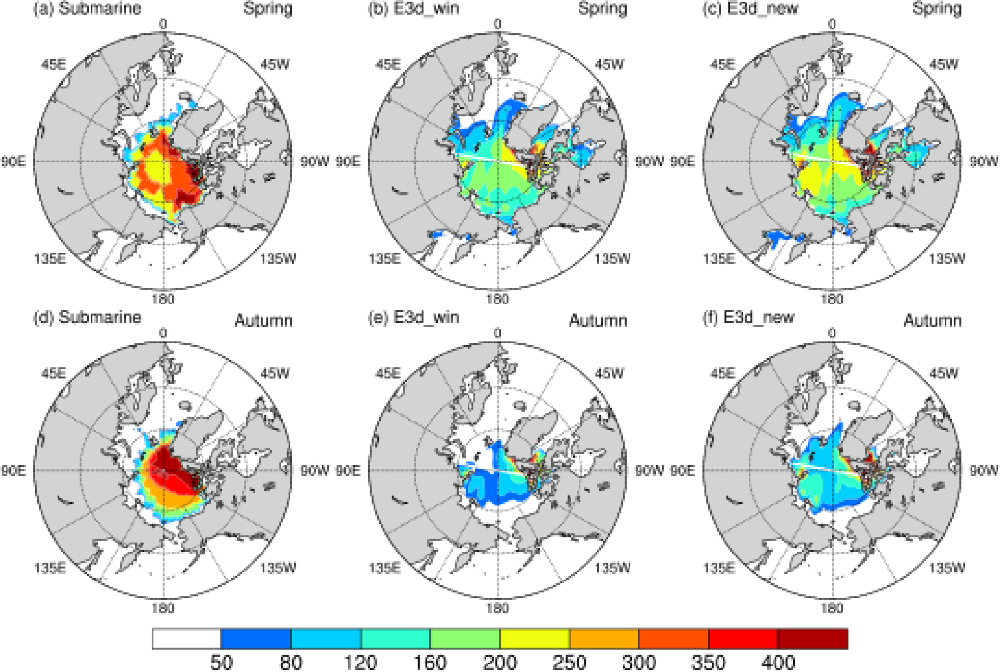 (a) Submarine Spring (b) E3d_win Spring (c) E3d_new Spring
0 0 0
45E 45W 45E 45W 45E 45W
90E 90W 90E 90W 90E 90W
135E 135W 135E 135W 135E 135W
180 180 180
(d) Submarine Autumn (e) E3d_win Autumn (f) E3d_new Autumn
0 0 0
45E 45W 45E 45W 45E 45W
90E 90W 90E 90W 90E 90W
135E 135W 135E 135W 135E 135W
180 180 180
50 80 120 160 200 250 300 350 400